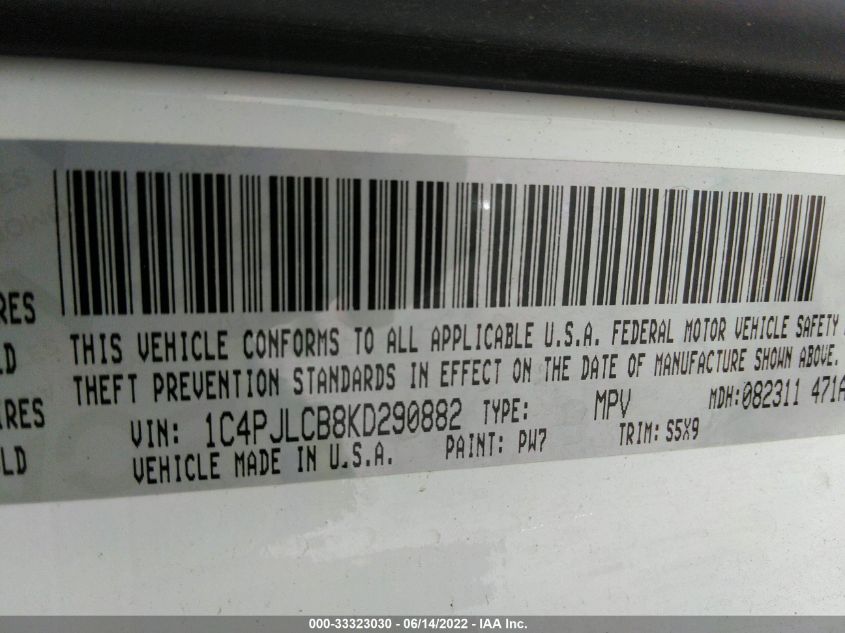 RES
LD
IRES
OLD
THIS VEHICLE CONFORMS TO ALL APPLICABLE U.S.A. FEDERAL MOTOR VEHICLE SAFETY
THEFT PREVENTION STANDARDS IN EFFECT ON THE DATE OF MANUFACTURE SHOWN ABOVE.
VIN: 1C4PJLCB8KD290882 TYPE: MPV MDH: 082311 471A
VEHICLE MADE IN U.S.A. PAINT: PW7 TRIM: S5X9
000-33323030 - 06/14/2022 - IAA Inc.